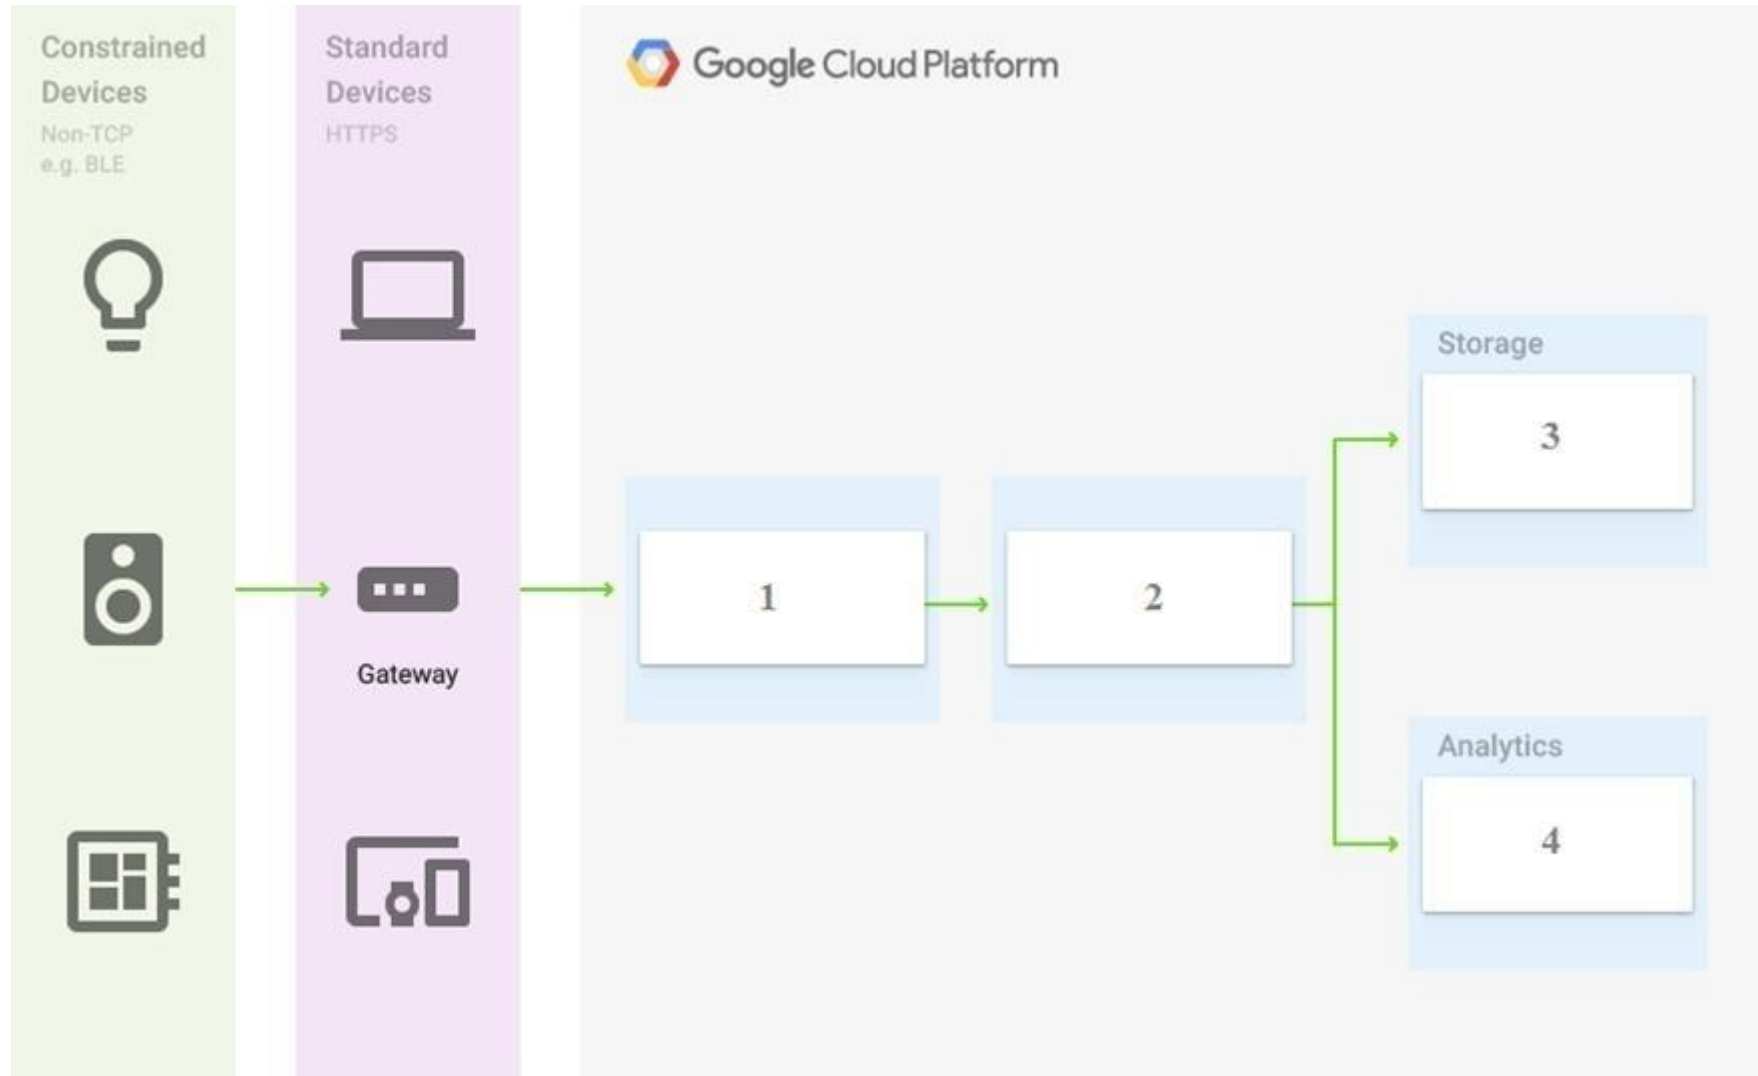 Constrained
Devices
Non-TCP
e.g. BLE
Standard
Devices
HTTPS
Gateway
Google Cloud Platform
1
2
Storage
3
Analytics
4